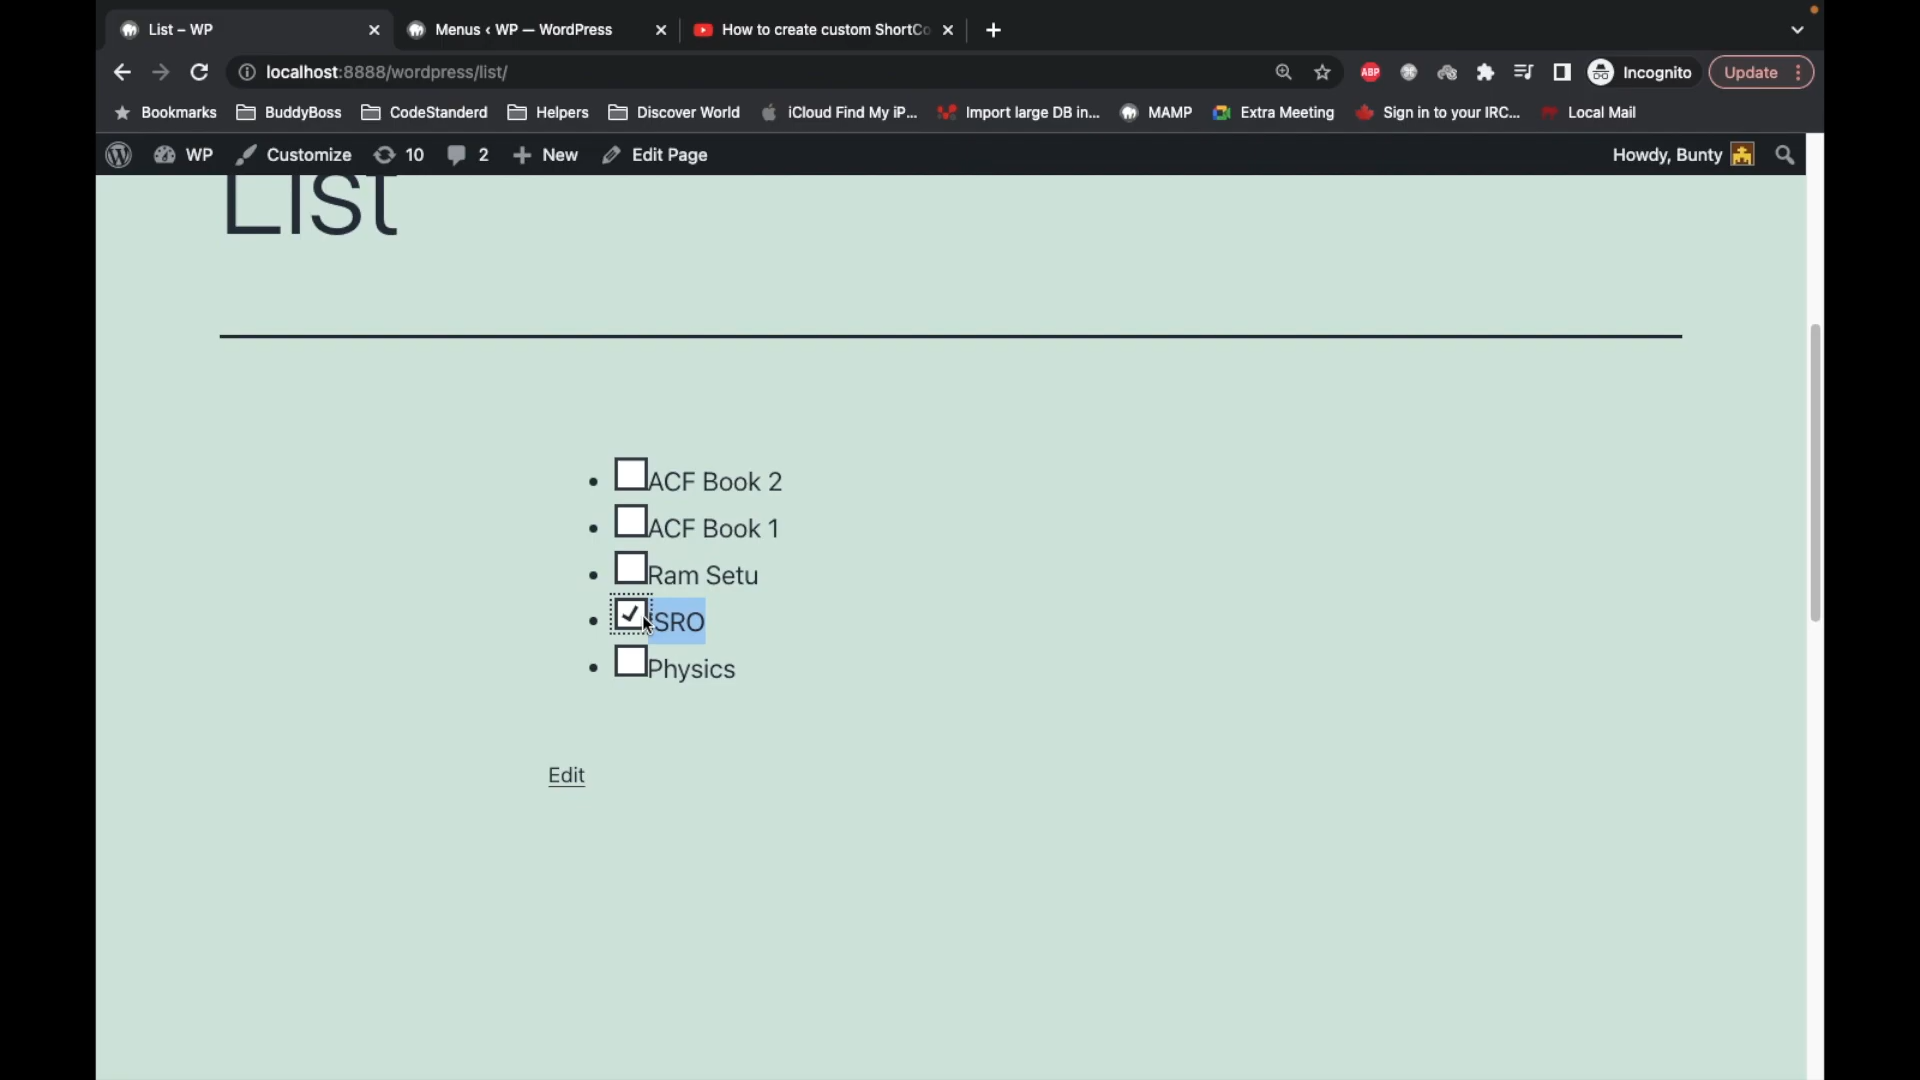 List – WP
Menus ‹ WP — WordPress
How to create custom ShortCo
localhost:8888/wordpress/list/
ABP
Incognito
Update
Bookmarks
BuddyBoss
CodeStanderd
Helpers
Discover World
iCloud Find My iP...
Import large DB in...
MAMP
Extra Meeting
Sign in to your IRC...
Local Mail
WP
Customize
10
2
New
Edit Page
Howdy, Bunty
List
ACF Book 2
ACF Book 1
Ram Setu
ISRO
Physics
Edit